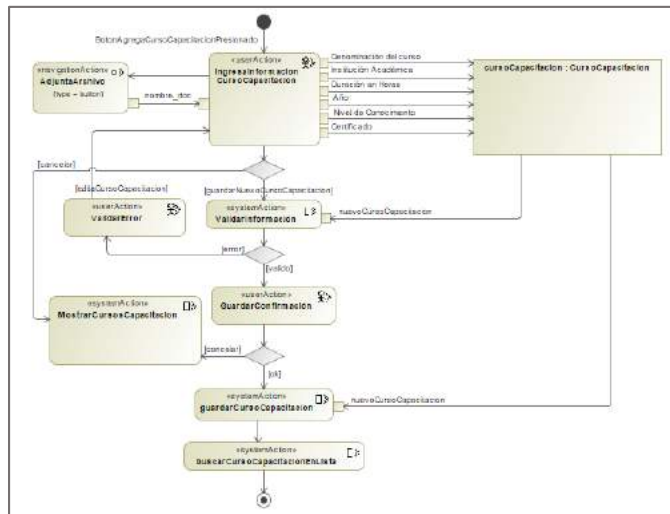 BotonAgregaCursoCapacitacionPresionado
«navigationAction»
AdjuntaArchivo
{type = button}
nombre_doc
«userAction»
IngresaInformacion
CursoCapacitacion
Denominación del curso
Institución Académica
Duración en Horas
Año
Nivel de Conocimiento
Certificado
cursoCapacitacion : CursoCapacitacion
[cancelar]
[guardarNuevoCursoCapacitacion]
[editaCursoCapacitacion]
«userAction»
ValidarError
«systemAction»
ValidarInformacion
nuevoCursoCapacitacion
[error]
[valido]
«systemAction»
MostrarCursosCapacitacion
«userAction»
GuardarConfirmación
[cancelar]
[ok]
«systemAction»
guardarCursoCapacitacion
nuevoCursoCapacitacion
«systemAction»
buscarCursoCapacitacionEnLista